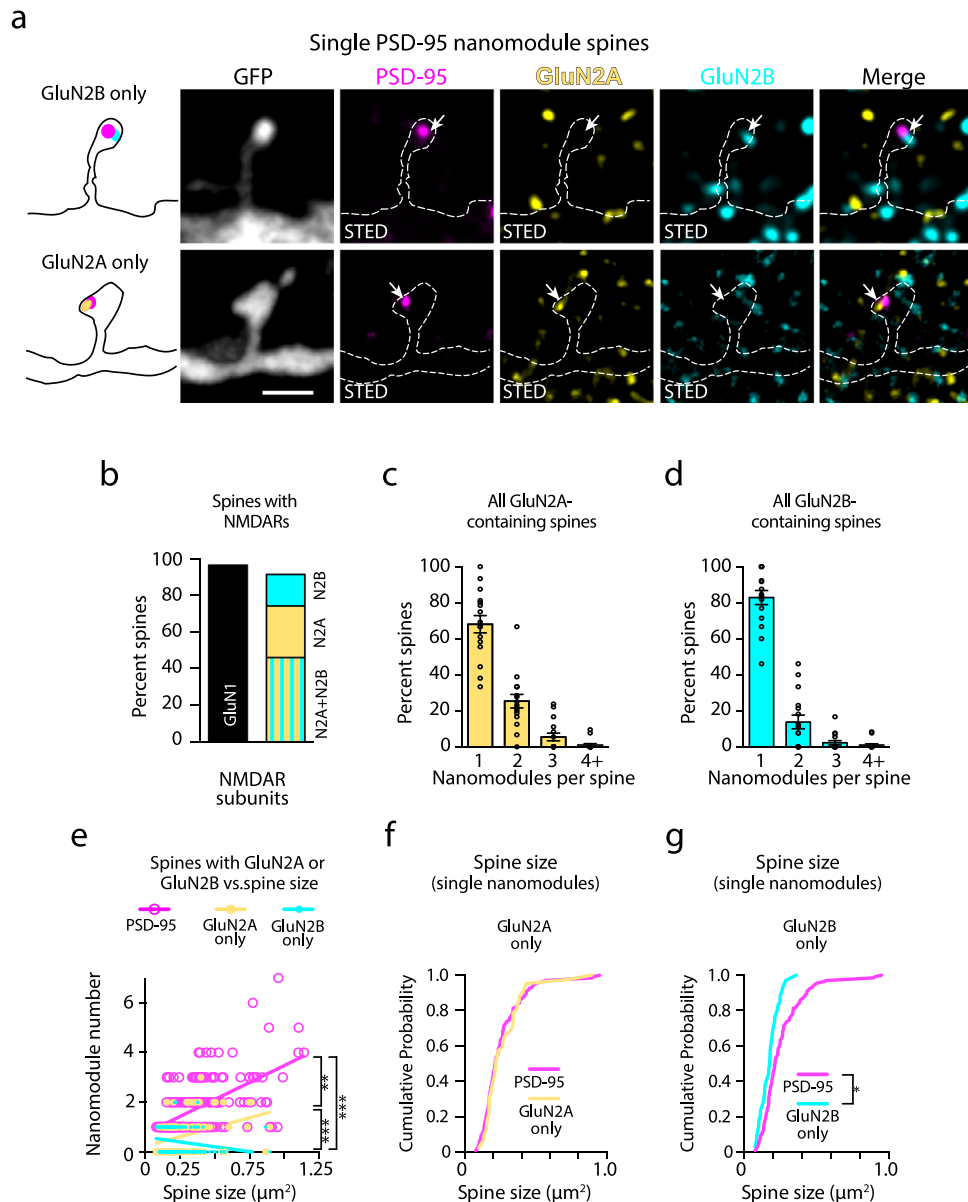 a
Single PSD-95 nanomodule spines
GFP PSD-95 GluN2A GluN2B Merge
GluN2B only
STED STED STED STED
GluN2A only
STED STED STED STED
b
Spines with
NMDARs
Percent spines
100
80
60
40
20
0
GluN1
N2B
N2A
N2A+N2B
NMDAR
subunits
c
All GluN2A-
containing spines
Percent spines
100
80
60
40
20
0
1 2 3 4+
Nanomodules per spine
d
All GluN2B-
containing spines
Percent spines
100
80
60
40
20
0
1 2 3 4+
Nanomodules per spine
e
Spines with GluN2A or
GluN2B vs.spine size
PSD-95
GluN2A
only
GluN2B
only
Nanomodule number
6
4
2
0
**
***
***
0 0.25 0.75 1.25
Spine size (µm²)
f
Spine size
(single nanomodules)
GluN2A
only
Cumulative Probability
1.0
0.8
0.6
0.4
0.2
0
PSD-95
GluN2A
only
0 1.0
Spine size (µm²)
g
Spine size
(single nanomodules)
GluN2B
only
Cumulative Probability
1.0
0.8
0.6
0.4
0.2
0
PSD-95
GluN2B
only
*
0 1.0
Spine size (µm²)